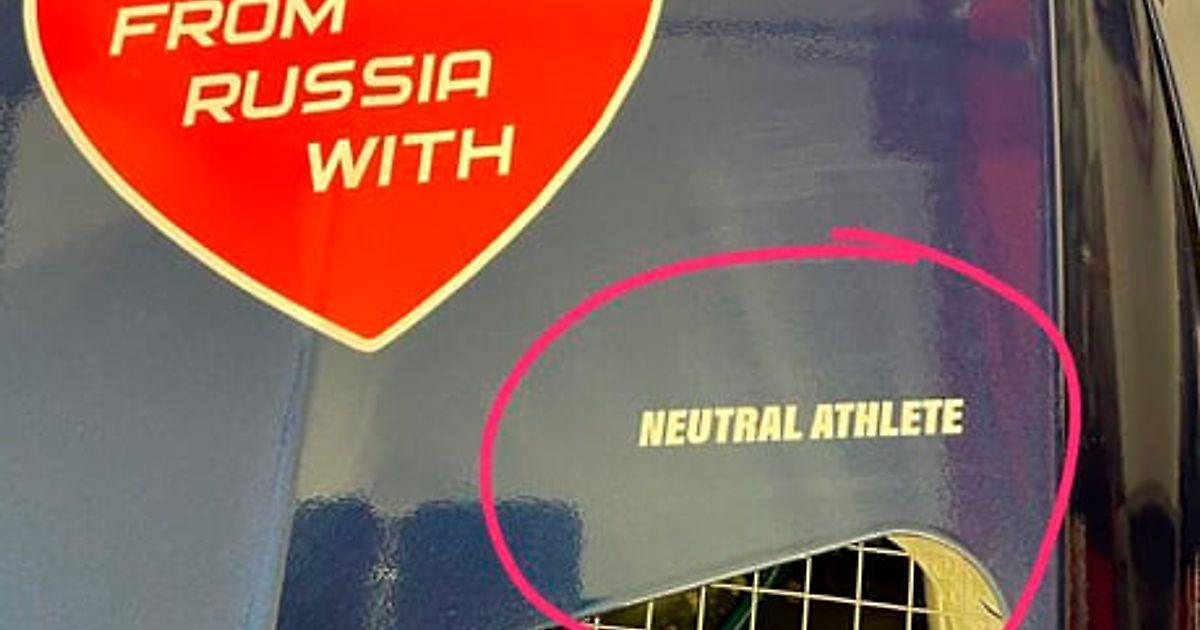 FROM
RUSSIA
WITH
NEUTRAL ATHLETE